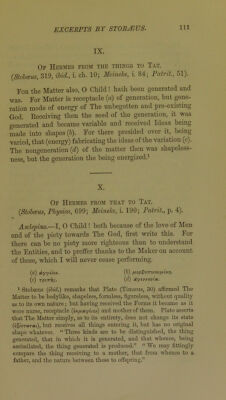 EXCERPTS BY STOBÆUS. 111
IX.
OF HERMES FROM THE THINGS TO TAT.
(Stobæus, 319, ibid., i. ch. 10; Meineke, i. 84; Patrit., 51).
FOR the Matter also, O Child! hath been generated and
was. For Matter is receptacle (a) of generation, but gene-
ration mode of energy of The unbegotten and pre-existing
God. Receiving then the seed of the generation, it was
generated and became variable and received Ideas being
made into shapes (b). For there presided over it, being
varied, that (energy) fabricating the ideas of the variation (c).
The nongeneration (d) of the matter then was shapeless-
ness, but the generation the being energized.¹
X.
OF HERMES FROM THAT TO TAT.
(Stobæus, Physica, 699; Meineke, i. 190; Patrit., p. 4).
Asclepius.—I, O Child! both because of the love of Men
and of the piety towards The God, first write this. For
there can be no piety more righteous than to understand
the Entities, and to proffer thanks to the Maker on account
of these, which I will never cease performing.
(a) ἀγγεῖον. (b) μορφοποιουμένη.
(c) τροπῆς. (d) ἀγεννησία.
¹ Stobæus (ibid.) remarks that Plato (Timæus, 50) affirmed The
Matter to be bodylike, shapeless, formless, figureless, without quality
as to its own nature; but having received the Forms it became as it
were nurse, receptacle (ἐκμαγεῖον) and mother of them. Plato asserts
that The Matter simply, as to its entirety, does not change its state
(ἐξίσταται), but receives all things entering it, but has no original
shape whatever. "Three kinds are to be distinguished, the thing
generated, that in which it is generated, and that whence, being
assimilated, the thing generated is produced." "We may fittingly
compare the thing receiving to a mother, that from whence to a
father, and the nature between these to offspring."